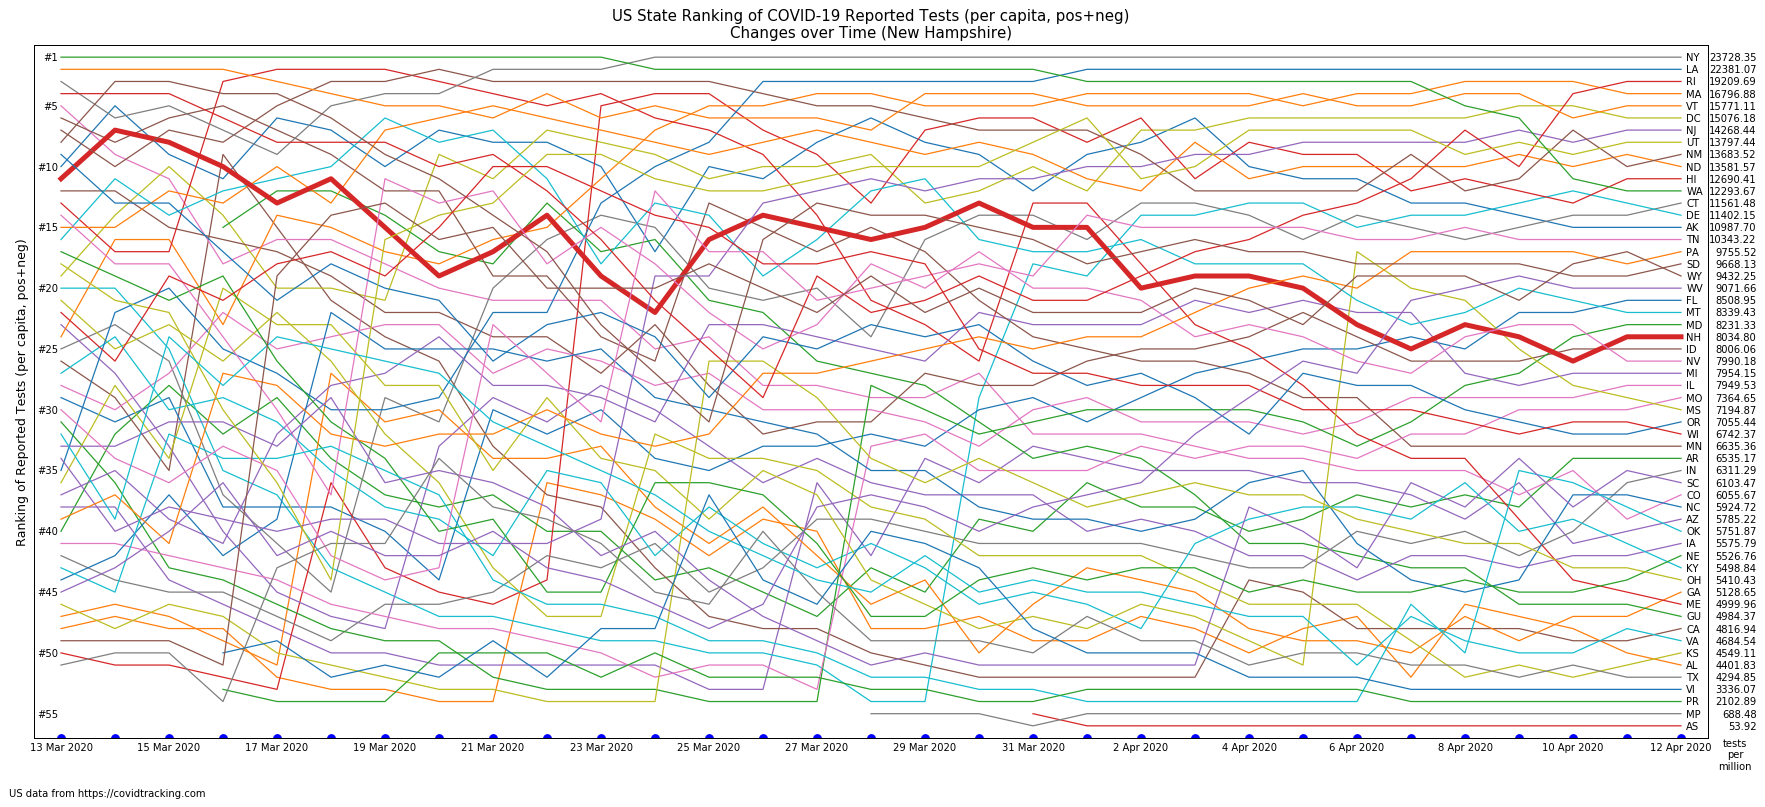 US State Ranking of COVID-19 Reported Tests (per capita, pos+neg)
Changes over Time (New Hampshire)
Ranking of Reported Tests (per capita, pos+neg)
#1
#5
#10
#15
#20
#25
#30
#35
#40
#45
#50
#55
NY 23728.35
LA 22381.07
RI 19209.69
MA 16796.88
VT 15771.11
DC 15076.18
NJ 14268.44
UT 13797.44
NM 13683.52
ND 13581.57
HI 12690.41
WA 12293.67
CT 11561.48
DE 11402.15
AK 10987.70
TN 10343.22
PA 9755.52
SD 9668.13
WY 9432.25
WV 9071.66
FL 8508.95
MT 8339.43
MD 8231.33
NH 8034.80
ID 8006.06
NV 7990.18
MI 7954.15
IL 7949.53
MO 7364.65
MS 7194.87
OR 7055.44
WI 6742.37
MN 6635.36
AR 6535.17
IN 6311.29
SC 6103.47
CO 6055.67
NC 5924.72
AZ 5785.22
OK 5751.87
IA 5575.79
NE 5526.76
KY 5498.84
OH 5410.43
GA 5128.65
ME 4999.96
GU 4984.37
CA 4816.94
VA 4684.54
KS 4549.11
AL 4401.83
TX 4294.85
VI 3336.07
PR 2102.89
MP 688.48
AS 53.92
13 Mar 2020 15 Mar 2020 17 Mar 2020 19 Mar 2020 21 Mar 2020 23 Mar 2020 25 Mar 2020 27 Mar 2020 29 Mar 2020 31 Mar 2020 2 Apr 2020 4 Apr 2020 6 Apr 2020 8 Apr 2020 10 Apr 2020 12 Apr 2020
tests
per
million
US data from https://covidtracking.com